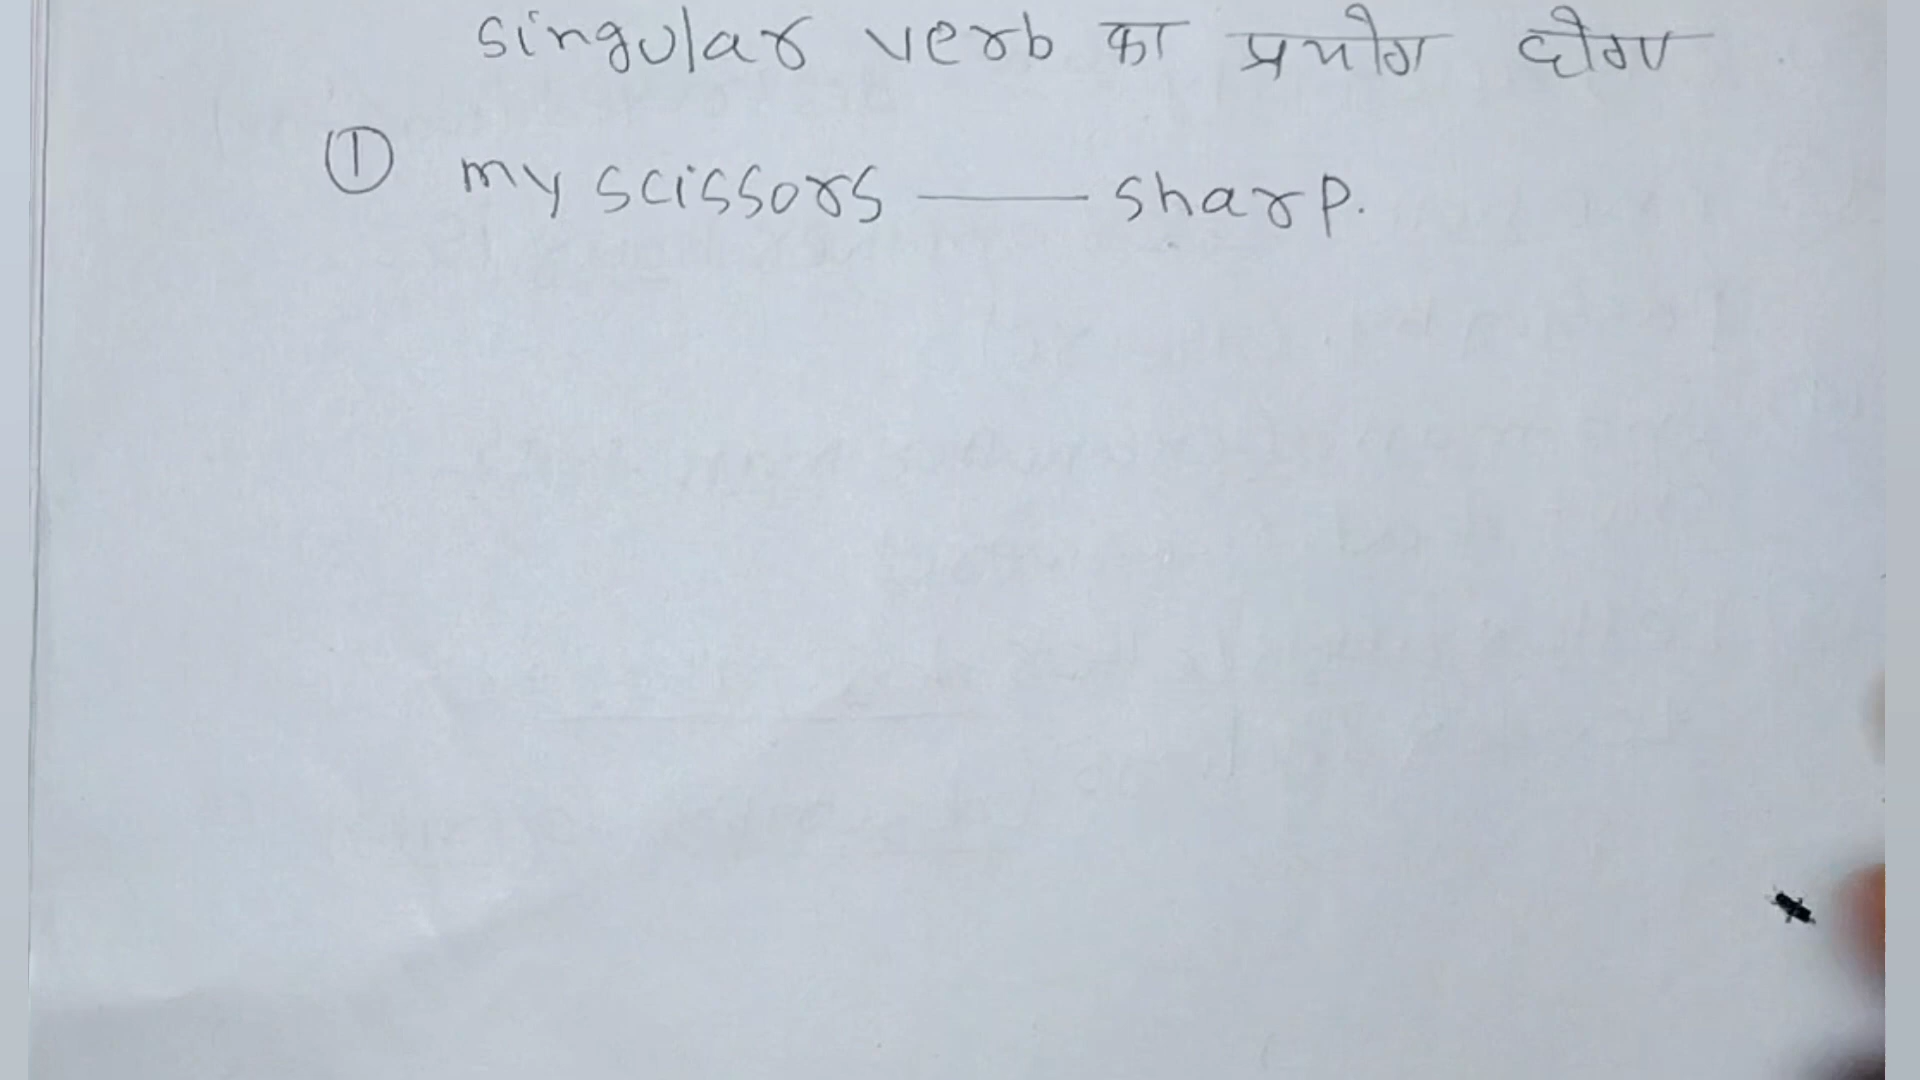 singular verb का प्रयोग होगा
① my scissors —— sharp.